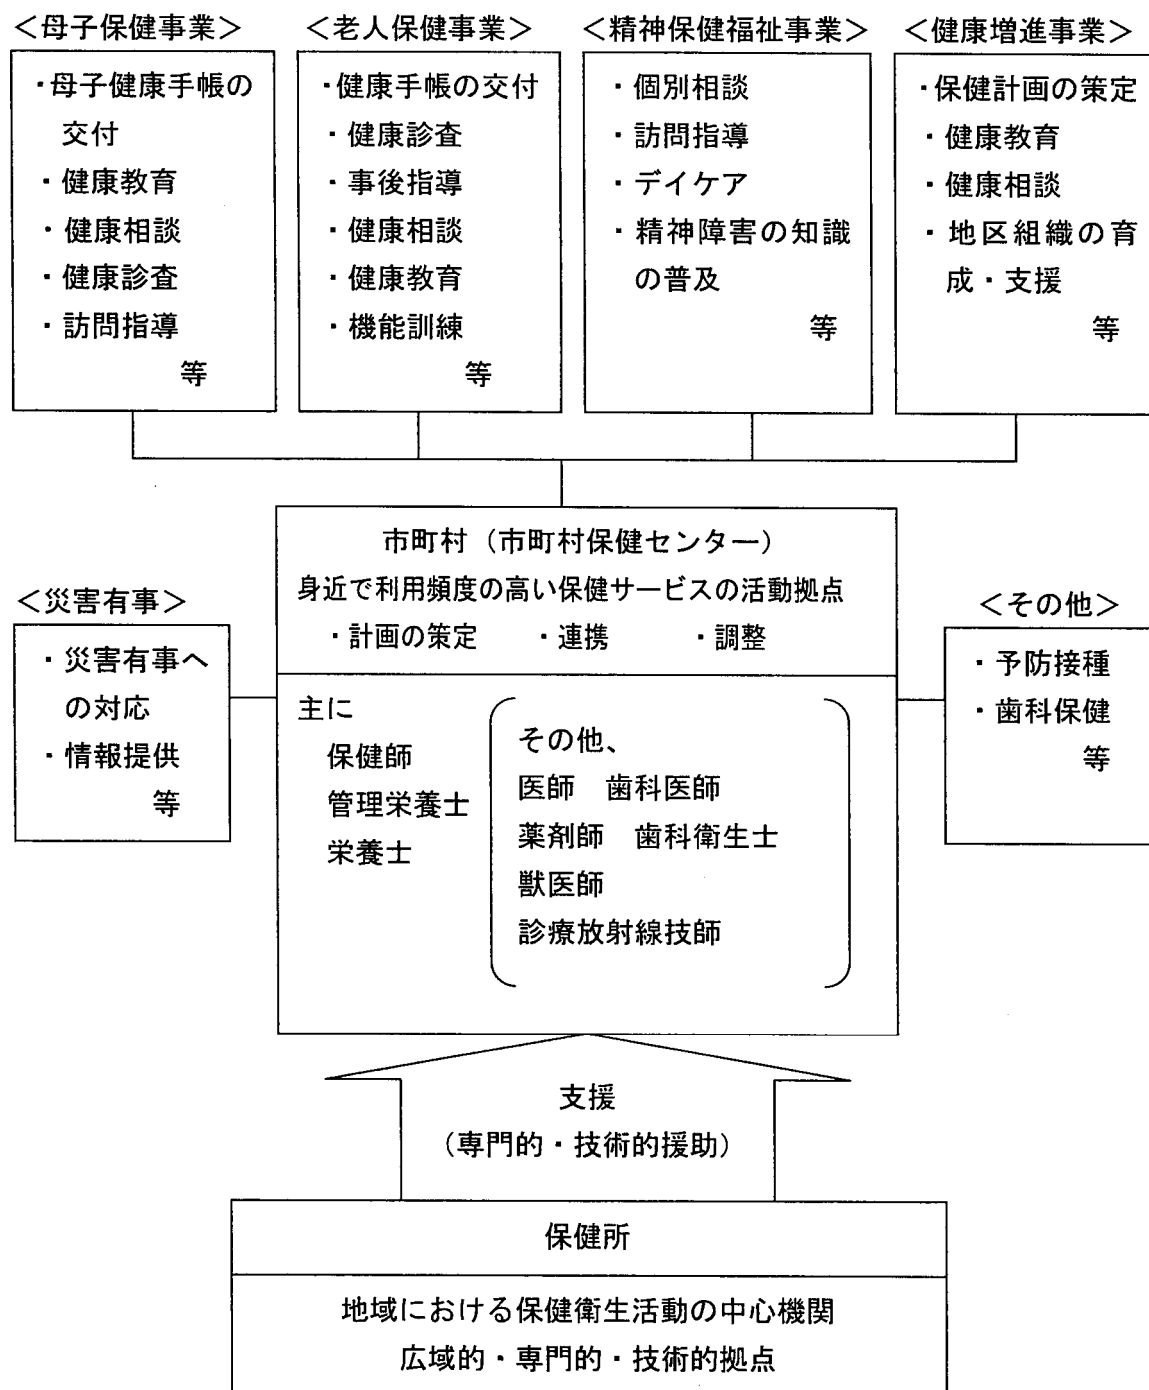 ＜母子保健事業＞
・母子健康手帳の
交付
・健康教育
・健康相談
・健康診査
・訪問指導
等
＜老人保健事業＞
・健康手帳の交付
・健康診査
・事後指導
・健康相談
・健康教育
・機能訓練
等
＜精神保健福祉事業＞
・個別相談
・訪問指導
・デイケア
・精神障害の知識
の普及
等
＜健康増進事業＞
・保健計画の策定
・健康教育
・健康相談
・地区組織の育
成・支援
等
市町村（市町村保健センター）
身近で利用頻度の高い保健サービスの活動拠点
・計画の策定　・連携　・調整
＜災害有事＞
・災害有事へ
の対応
・情報提供
等
主に
保健師
管理栄養士
栄養士
その他、
医師　歯科医師
薬剤師　歯科衛生士
獣医師
診療放射線技師
＜その他＞
・予防接種
・歯科保健
等
支援
（専門的・技術的援助）
保健所
地域における保健衛生活動の中心機関
広域的・専門的・技術的拠点